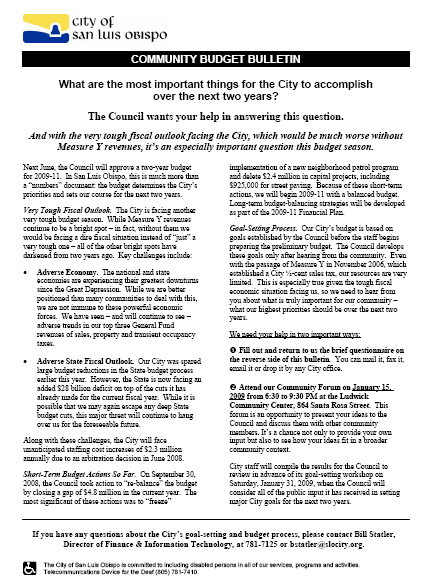 city of
san luis obispo
COMMUNITY BUDGET BULLETIN
What are the most important things for the City to accomplish
over the next two years?
The Council wants your help in answering this question.
And with the very tough fiscal outlook facing the City, which would be much worse without
Measure Y revenues, it's an especially important question this budget season.
Next June, the Council will approve a two-year budget
for 2009-11. In San Luis Obispo, this is much more than
a "numbers" document: the budget determines the City's
priorities and sets our course for the next two years.
Very Tough Fiscal Outlook. The City is facing another
very tough budget season. While Measure Y revenues
continue to be a bright spot – in fact, without them we
would be facing a dire fiscal situation instead of "just" a
very tough one – all of the other bright spots have
darkened from two years ago. Key challenges include:
• Adverse Economy. The national and state
economies are experiencing their greatest downturns
since the Great Depression. While we are better
positioned than many communities to deal with this,
we are not immune to these powerful economic
forces. We have seen – and will continue to see –
adverse trends in our top three General Fund
revenues of sales, property and transient occupancy
taxes.
• Adverse State Fiscal Outlook. Our City was spared
large budget reductions in the State budget process
earlier this year. However, the State is now facing an
added $28 billion deficit on top of the cuts it has
already made for the current fiscal year. While it is
possible that we may again escape any deep State
budget cuts, this major threat will continue to hang
over us for the foreseeable future.
Along with these challenges, the City will face
unanticipated staffing cost increases of $2.3 million
annually due to an arbitration decision in June 2008.
Short-Term Budget Actions So Far. On September 30,
2008, the Council took action to "re-balance" the budget
by closing a gap of $4.8 million in the current year. The
most significant of these actions was to "freeze"
implementation of a new neighborhood patrol program
and delete $2.4 million in capital projects, including
$925,000 for street paving. Because of these short-term
actions, we will begin 2009-11 with a balanced budget.
Long-term budget-balancing strategies will be developed
as part of the 2009-11 Financial Plan.
Goal-Setting Process. Our City's budget is based on
goals established by the Council before the staff begins
preparing the preliminary budget. The Council develops
these goals only after hearing from the community. Even
with the passage of Measure Y in November 2006, which
established a City ½-cent sales tax, our resources are very
limited. This is especially true given the tough fiscal
economic situation facing us, so we need to hear from
you about what is truly important for our community –
what our highest priorities should be over the next two
years.
We need your help in two important ways:
❶ Fill out and return to us the brief questionnaire on
the reverse side of this bulletin. You can mail it, fax it,
email it or drop it by any City office.
❷ Attend our Community Forum on January 15,
2009 from 6:30 to 9:30 PM at the Ludwick
Community Center, 864 Santa Rosa Street. This
forum is an opportunity to present your ideas to the
Council and discuss them with other community
members. It's a chance not only to provide your own
input but also to see how your ideas fit in a broader
community context.
City staff will compile the results for the Council to
review in advance of its goal-setting workshop on
Saturday, January 31, 2009, when the Council will
consider all of the public input it has received in setting
major City goals for the next two years.
If you have any questions about the City's goal-setting and budget process, please contact Bill Statler,
Director of Finance & Information Technology, at 781-7125 or bstatler@slocity.org.
The City of San Luis Obispo is committed to including disabled persons in all of our services, programs and activities.
Telecommunications Device for the Deaf (805) 781-7410.